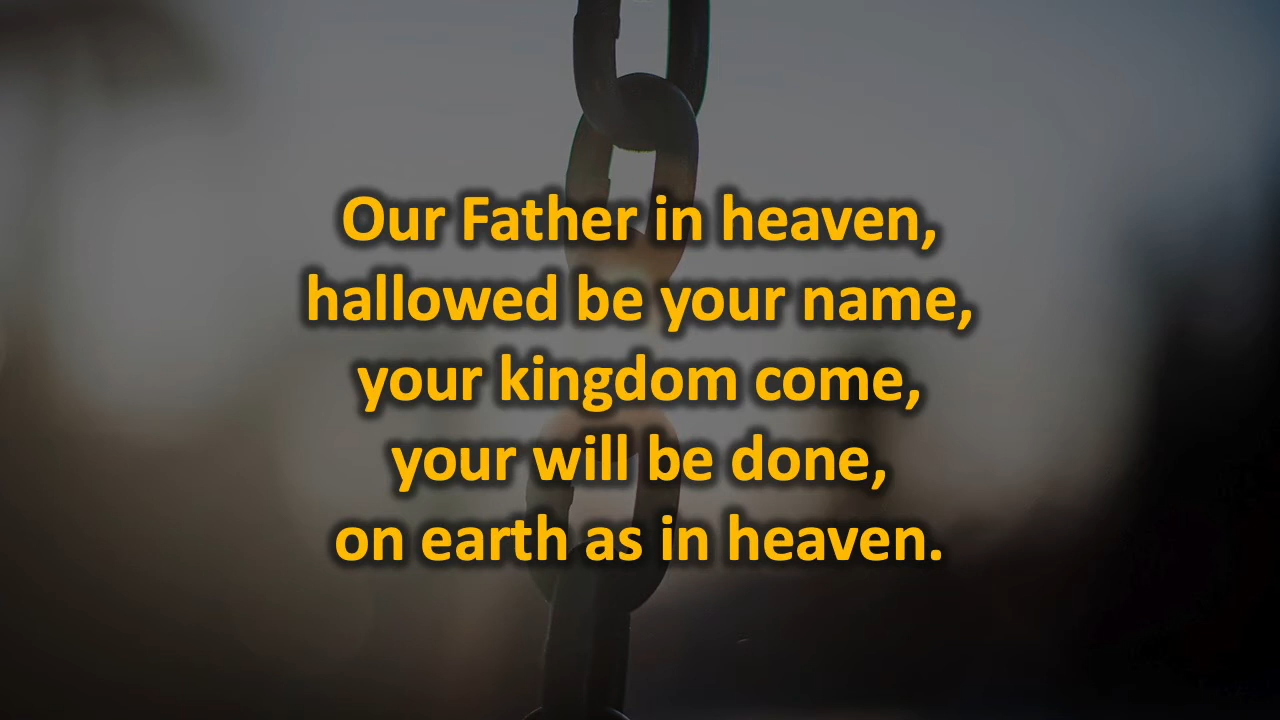 Our Father in heaven,
hallowed be your name,
your kingdom come,
your will be done,
on earth as in heaven.